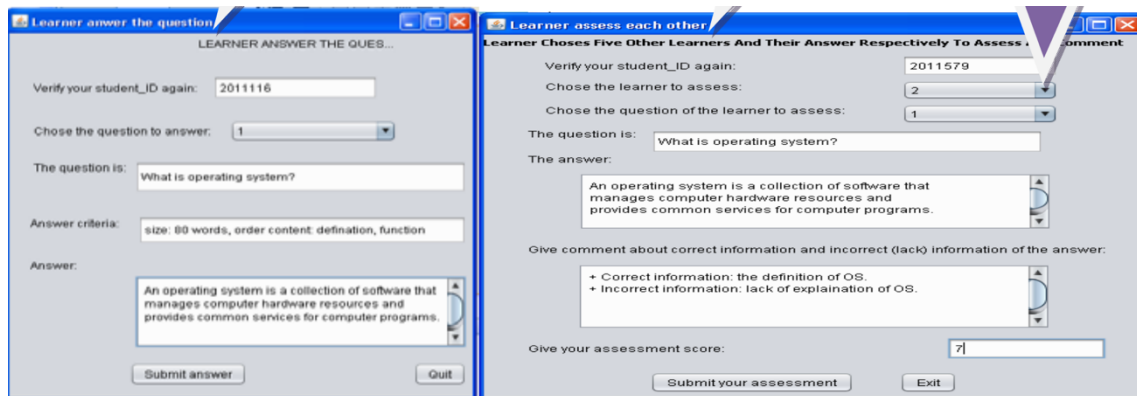 Learner anwer the question
LEARNER ANSWER THE QUES...
Verify your student_ID again: 2011116
Chose the question to answer: 1
The question is: What is operating system?
Answer criteria: size: 80 words, order content: defination, function
Answer:
An operating system is a collection of software that
manages computer hardware resources and
provides common services for computer programs.
Submit answer Quit
Learner assess each other
Learner Choses Five Other Learners And Their Answer Respectively To Assess
Verify your student_ID again: 2011579
Chose the learner to assess: 2
Chose the question of the learner to assess: 1
The question is: What is operating system?
The answer:
An operating system is a collection of software that
manages computer hardware resources and
provides common services for computer programs.
Give comment about correct information and incorrect (lack) information of the answer:
+ Correct information: the definition of OS.
+ Incorrect information: lack of explaination of OS.
Give your assessment score: 7
Submit your assessment Exit